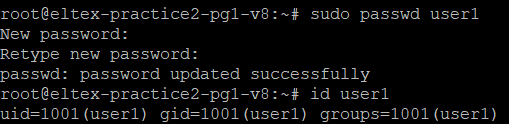 root@eltex-practice2-pg1-v8:~# sudo passwd user1
New password:
Retype new password:
passwd: password updated successfully
root@eltex-practice2-pg1-v8:~# id user1
uid=1001(user1) gid=1001(user1) groups=1001(user1)